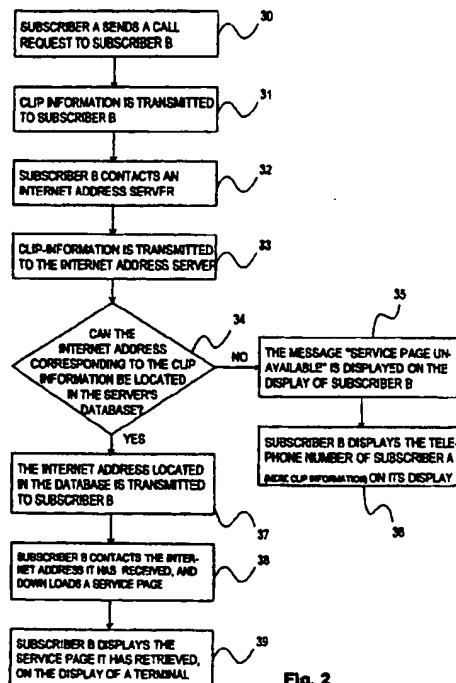 SUBSCRIBER A SENDS A CALL
REQUEST TO SUBSCRIBER B
30
CLIP INFORMATION IS TRANSMITTED
TO SUBSCRIBER B
31
SUBSCRIBER B CONTACTS AN
INTERNET ADDRESS SERVER
32
CLIP-INFORMATION IS TRANSMITTED
TO THE INTERNET ADDRESS SERVER
33
CAN THE
INTERNET ADDRESS
CORRESPONDING TO THE CLIP
INFORMATION BE LOCATED
IN THE SERVER'S
DATABASE?
34
NO
YES
35
THE MESSAGE "SERVICE PAGE UN-
AVAILABLE" IS DISPLAYED ON THE
DISPLAY OF SUBSCRIBER B
SUBSCRIBER B DISPLAYS THE TELE-
PHONE NUMBER OF SUBSCRIBER A
(MERE CLIP INFORMATION) ON ITS DISPLAY
36
THE INTERNET ADDRESS LOCATED
IN THE DATABASE IS TRANSMITTED
TO SUBSCRIBER B
37
SUBSCRIBER B CONTACTS THE INTER-
NET ADDRESS IT HAS RECEIVED, AND
DOWN LOADS A SERVICE PAGE
38
SUBSCRIBER B DISPLAYS THE
SERVICE PAGE IT HAS RETRIEVED,
ON THE DISPLAY OF A TERMINAL
39
Fig. 2